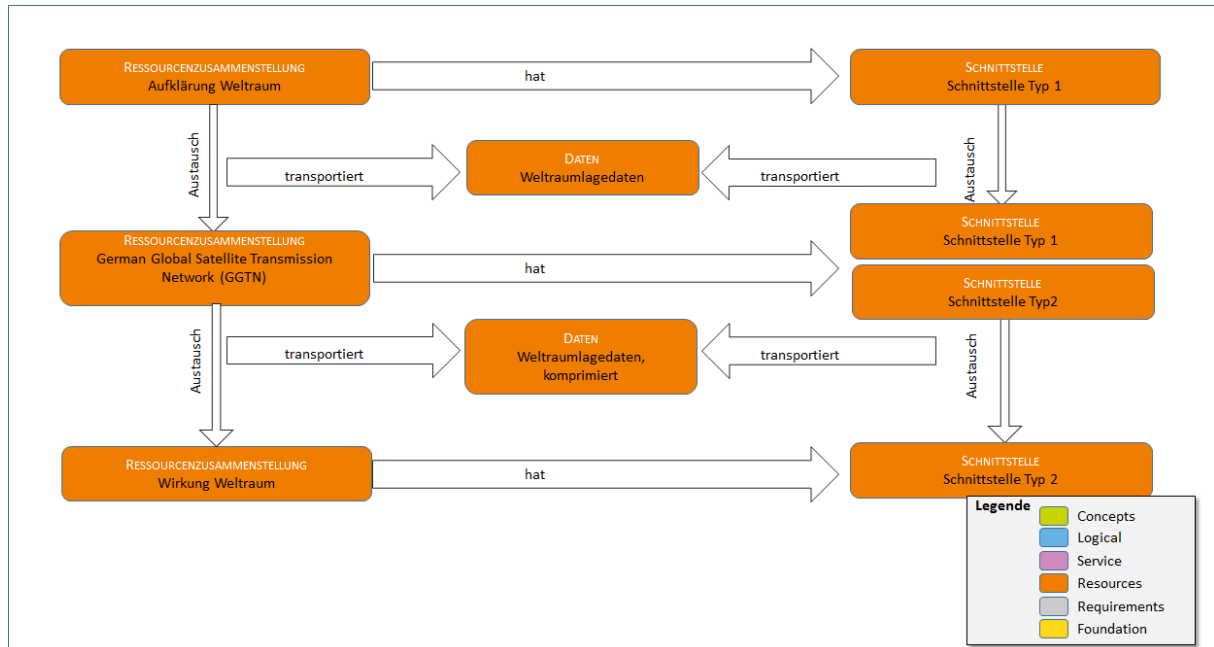 RESSOURCENZUSAMMENSTELLUNG
Aufklärung Weltraum
hat
SCHNITTSTELLE
Schnittstelle Typ 1
Austausch
transportiert
DATEN
Weltraumlagedaten
transportiert
Austausch
RESSOURCENZUSAMMENSTELLUNG
German Global Satellite Transmission
Network (GGTN)
hat
SCHNITTSTELLE
Schnittstelle Typ 1
SCHNITTSTELLE
Schnittstelle Typ2
Austausch
transportiert
DATEN
Weltraumlagedaten,
komprimiert
transportiert
Austausch
RESSOURCENZUSAMMENSTELLUNG
Wirkung Weltraum
hat
SCHNITTSTELLE
Schnittstelle Typ 2
Legende
Concepts
Logical
Service
Resources
Requirements
Foundation